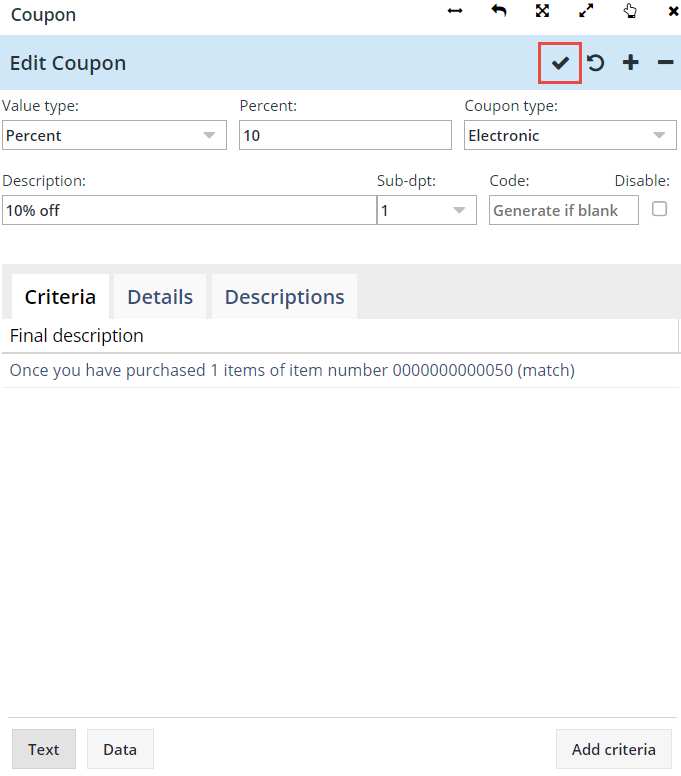 Coupon
Edit Coupon
Value type: Percent: Coupon type:
Percent 10 Electronic
Description: Sub-dpt: Code: Disable:
10% off 1 Generate if blank
Criteria Details Descriptions
Final description
Once you have purchased 1 items of item number 0000000000050 (match)
Text Data Add criteria